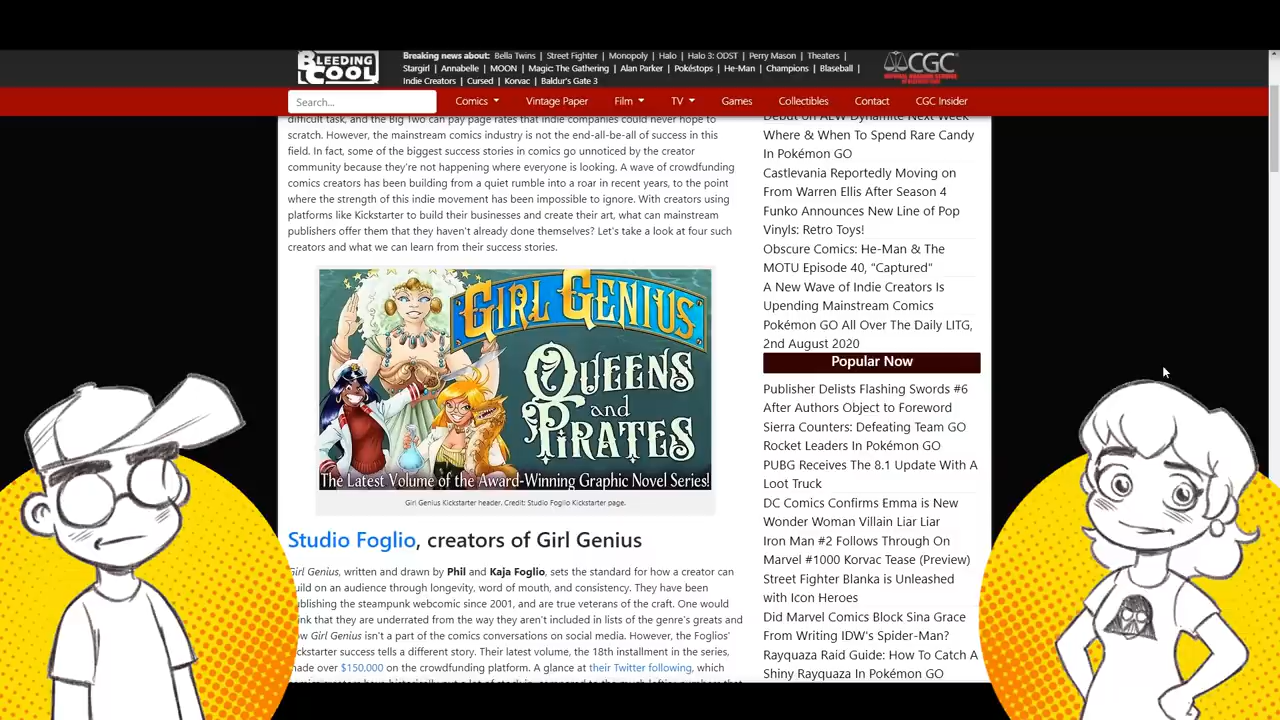 BLEEDING COOL
Breaking news about: Bella Twins | Street Fighter | Monopoly | Halo | Halo 3: ODST | Perry Mason | Theaters |
Stargirl | Annabelle | MOON | Magic: The Gathering | Alan Parker | Pokéstops | He-Man | Champions | Blaseball |
Indie Creators | Cursed | Korvac | Baldur's Gate 3
CGC
Search...
Comics
Vintage Paper
Film
TV
Games
Collectibles
Contact
CGC Insider
difficult task, and the Big Two can pay page rates that indie companies could never hope to
scratch. However, the mainstream comics industry is not the end-all-be-all of success in this
field. In fact, some of the biggest success stories in comics go unnoticed by the creator
community because they're not happening where everyone is looking. A wave of crowdfunding
comics creators has been building from a quiet rumble into a roar in recent years, to the point
where the strength of this indie movement has been impossible to ignore. With creators using
platforms like Kickstarter to build their businesses and create their art, what can mainstream
publishers offer them that they haven't already done themselves? Let's take a look at four such
creators and what we can learn from their success stories.
GIRL GENIUS
QUEENS
and
PIRATES
The Latest Volume of the Award-Winning Graphic Novel Series!
Girl Genius Kickstarter header. Credit: Studio Foglio Kickstarter page.
Studio Foglio, creators of Girl Genius
Girl Genius, written and drawn by Phil and Kaja Foglio, sets the standard for how a creator can
build on an audience through longevity, word of mouth, and consistency. They have been
publishing the steampunk webcomic since 2001, and are true veterans of the craft. One would
think that they are underrated from the way they aren't included in lists of the genre's greats and
how Girl Genius isn't a part of the comics conversations on social media. However, the Foglios'
Kickstarter success tells a different story. Their latest volume, the 18th installment in the series,
made over $150,000 on the crowdfunding platform. A glance at their Twitter following, which
Debut on AEW Dynamite Next Week
Where & When To Spend Rare Candy
In Pokémon GO
Castlevania Reportedly Moving on
From Warren Ellis After Season 4
Funko Announces New Line of Pop
Vinyls: Retro Toys!
Obscure Comics: He-Man & The
MOTU Episode 40, "Captured"
A New Wave of Indie Creators Is
Upending Mainstream Comics
Pokémon GO All Over The Daily LITG,
2nd August 2020
Popular Now
Publisher Delists Flashing Swords #6
After Authors Object to Foreword
Sierra Counters: Defeating Team GO
Rocket Leaders In Pokémon GO
PUBG Receives The 8.1 Update With A
Loot Truck
DC Comics Confirms Emma is New
Wonder Woman Villain Liar Liar
Iron Man #2 Follows Through On
Marvel #1000 Korvac Tease (Preview)
Street Fighter Blanka is Unleashed
with Icon Heroes
Did Marvel Comics Block Sina Grace
From Writing IDW's Spider-Man?
Rayquaza Raid Guide: How To Catch A
Shiny Rayquaza In Pokémon GO